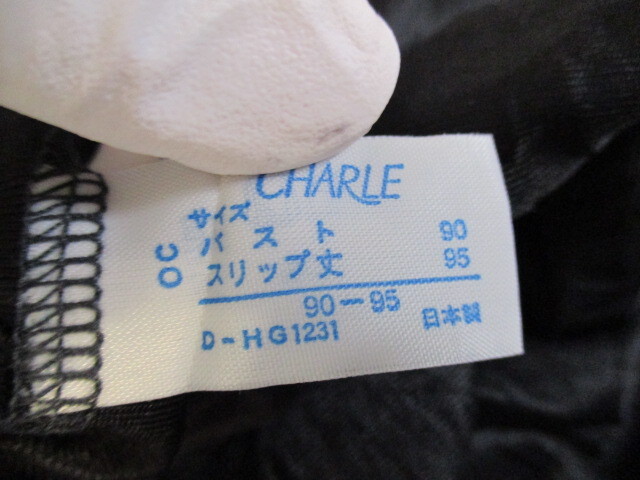 CHARLE
サイズ
バスト 90
スリップ丈 95
90-95
D-HG1231 日本製
OC